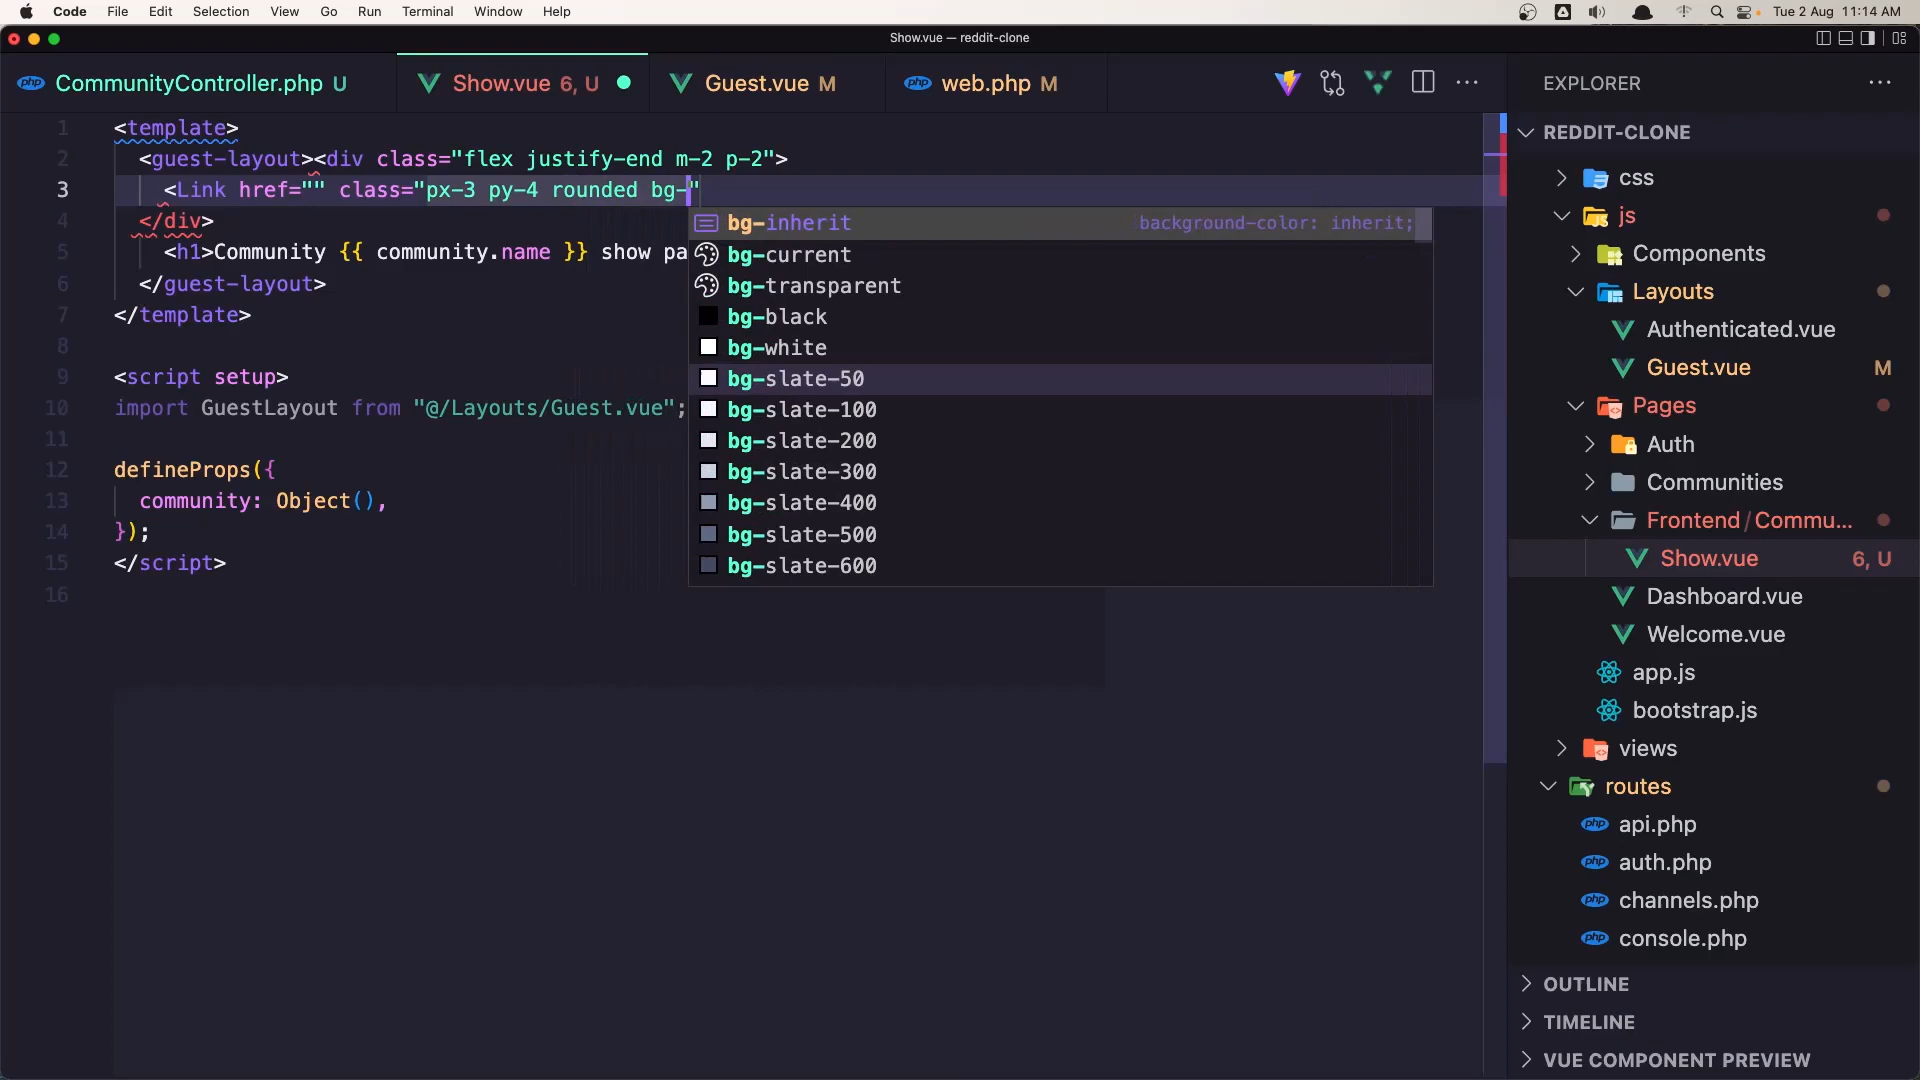 Code File Edit Selection View Go Run Terminal Window Help Tue 2 Aug 11:14 AM
Show.vue — reddit-clone
CommunityController.php U Show.vue 6, U Guest.vue M web.php M
1 <template>
2 <guest-layout><div class="flex justify-end m-2 p-2">
3 <Link href="" class="px-3 py-4 rounded bg-"
4 </div>
5 <h1>Community {{ community.name }} show pa
6 </guest-layout>
7 </template>
8
9 <script setup>
10 import GuestLayout from "@/Layouts/Guest.vue";
11
12 defineProps({
13 community: Object(),
14 });
15 </script>
16
bg-inherit background-color: inherit;
bg-current
bg-transparent
bg-black
bg-white
bg-slate-50
bg-slate-100
bg-slate-200
bg-slate-300
bg-slate-400
bg-slate-500
bg-slate-600
EXPLORER
REDDIT-CLONE
css
js
Components
Layouts
Authenticated.vue
Guest.vue M
Pages
Auth
Communities
Frontend / Commu...
Show.vue 6, U
Dashboard.vue
Welcome.vue
app.js
bootstrap.js
views
routes
php api.php
php auth.php
php channels.php
php console.php
OUTLINE
TIMELINE
VUE COMPONENT PREVIEW